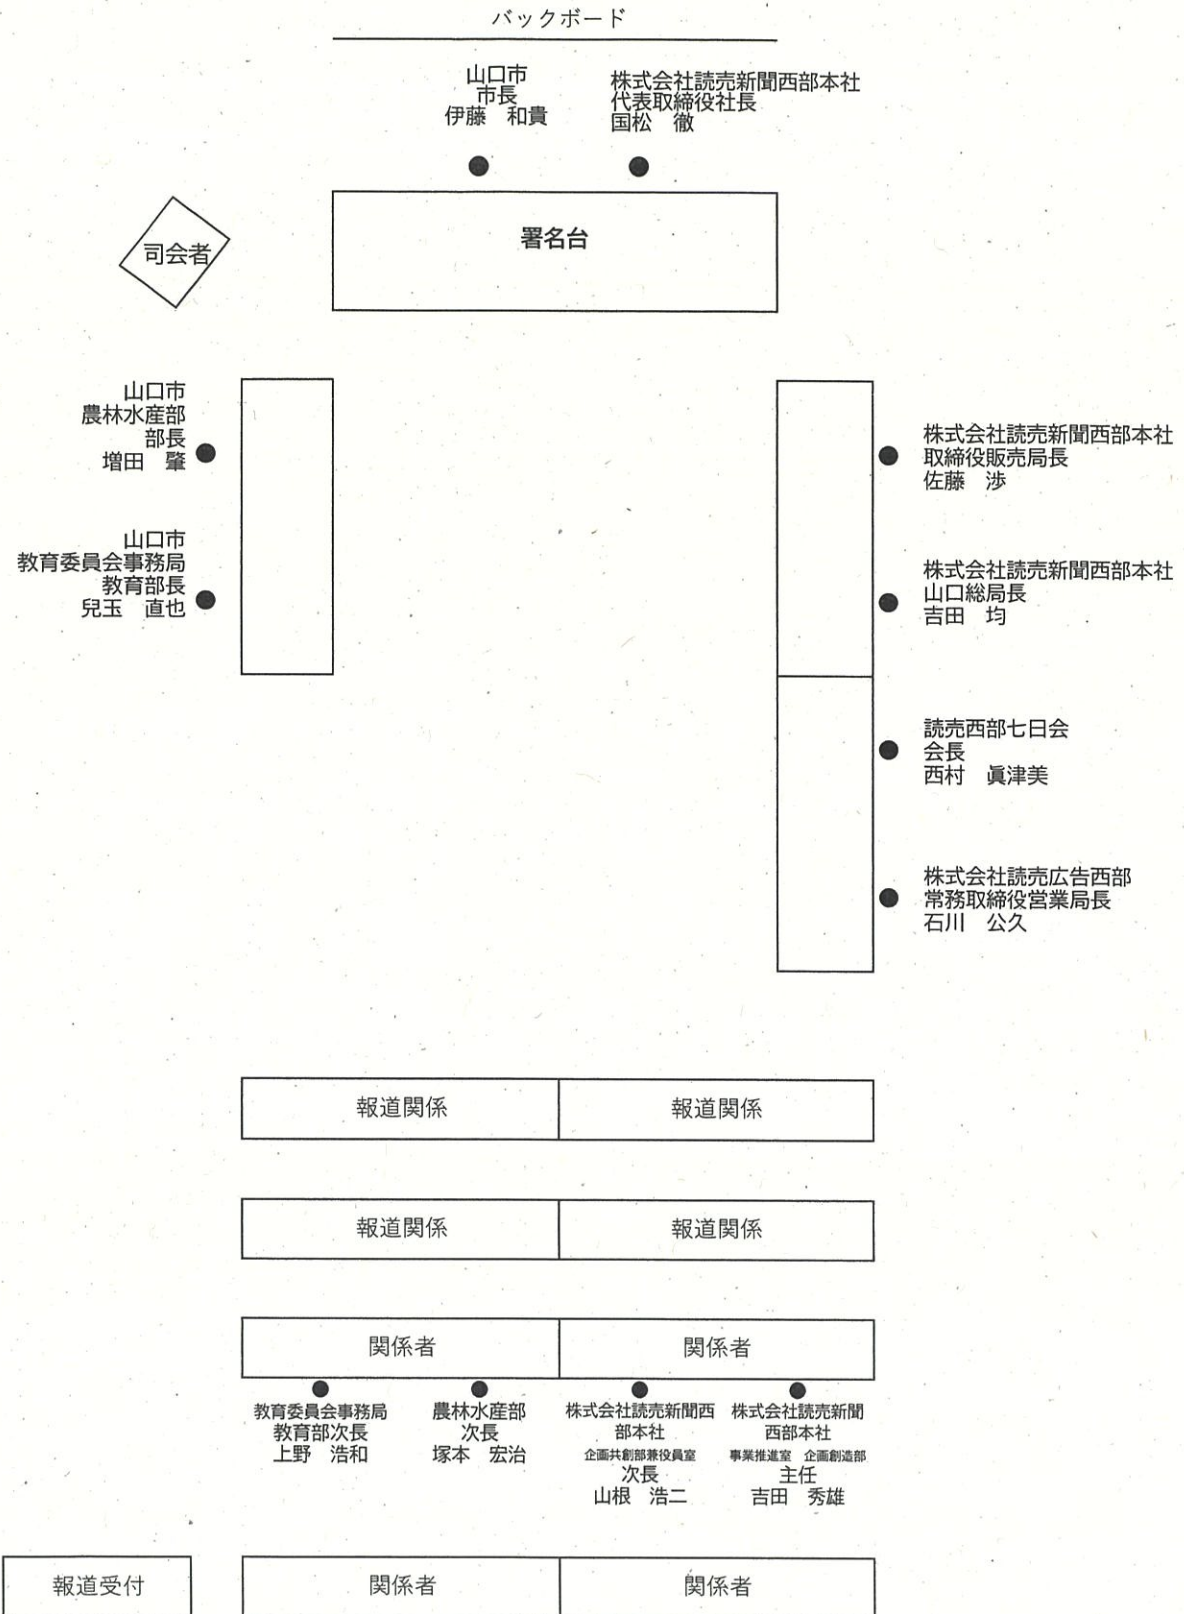 バックボード
山口市
市長
伊藤　和貴
株式会社読売新聞西部本社
代表取締役社長
国松　徹
司会者
署名台
山口市
農林水産部
部長
増田　肇
山口市
教育委員会事務局
教育部長
兒玉　直也
株式会社読売新聞西部本社
取締役販売局長
佐藤　渉
株式会社読売新聞西部本社
山口総局長
吉田　均
読売西部七日会
会長
西村　眞津美
株式会社読売広告西部
常務取締役営業局長
石川　公久
報道関係
報道関係
報道関係
報道関係
関係者
関係者
教育委員会事務局
教育部次長
上野　浩和
農林水産部
次長
塚本　宏治
株式会社読売新聞西
部本社
企画共創部兼役員室
次長
山根　浩二
株式会社読売新聞
西部本社
事業推進室　企画創造部
主任
吉田　秀雄
報道受付
関係者
関係者